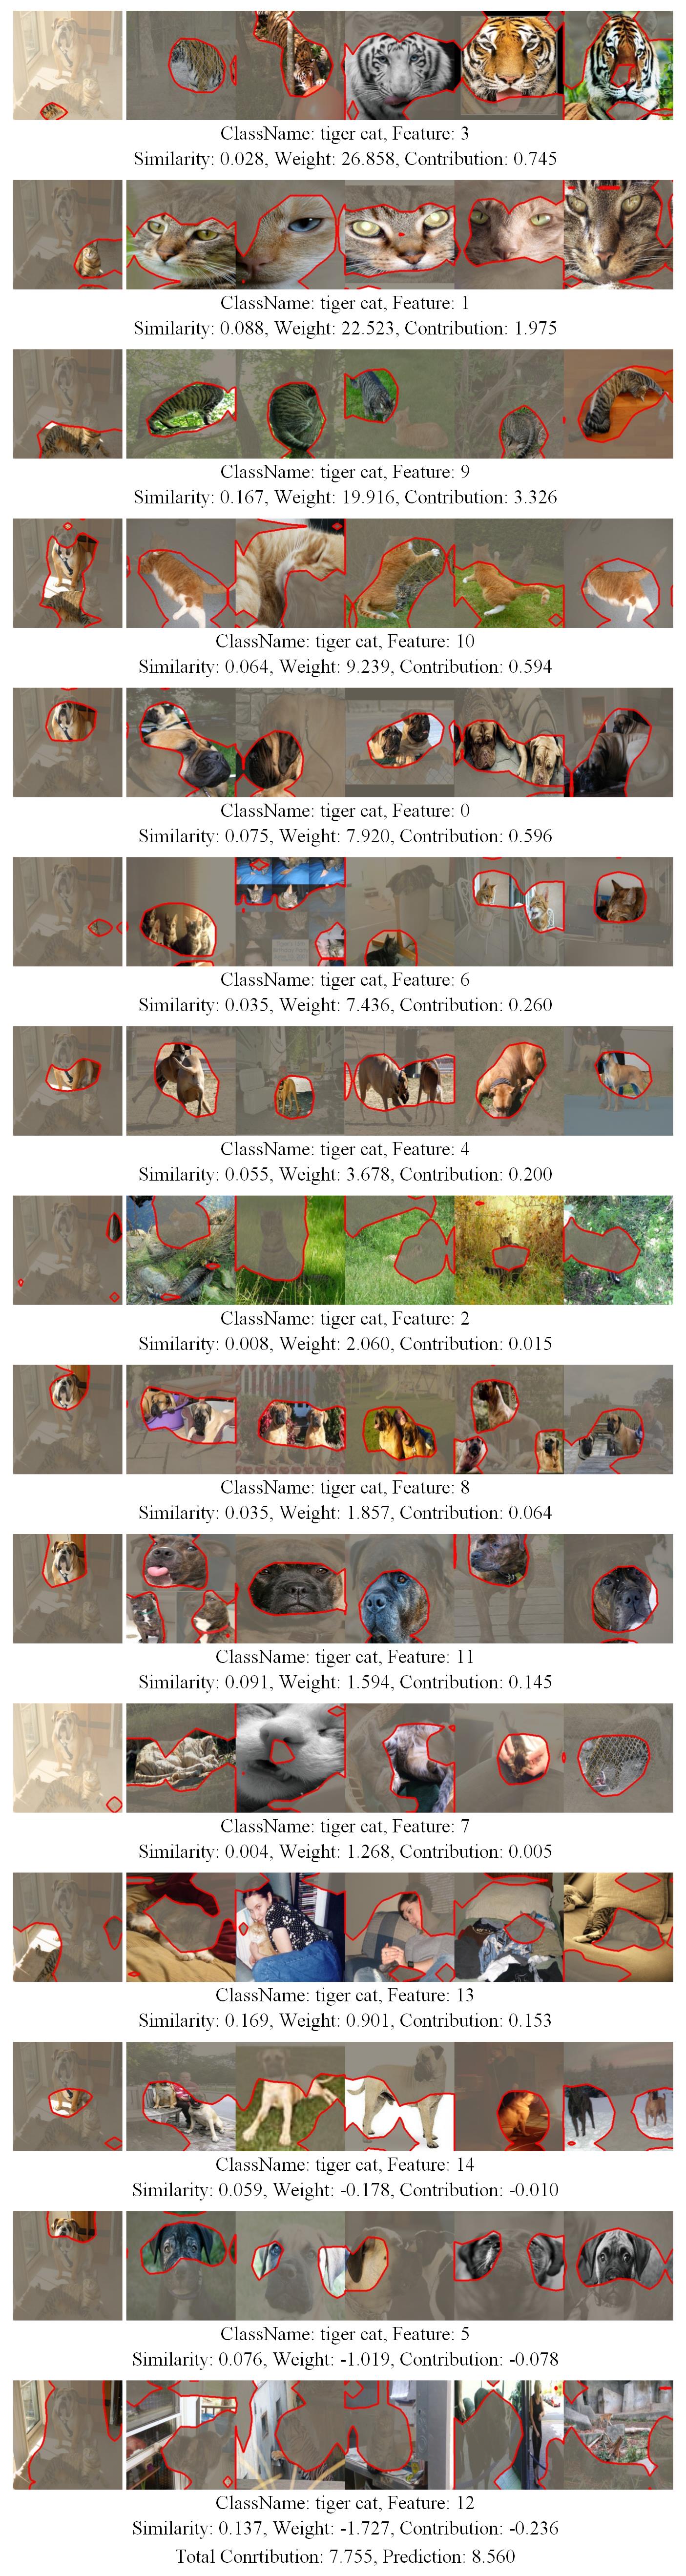 ClassName: tiger cat, Feature: 3
Similarity: 0.028, Weight: 26.858, Contribution: 0.745
ClassName: tiger cat, Feature: 1
Similarity: 0.088, Weight: 22.523, Contribution: 1.975
ClassName: tiger cat, Feature: 9
Similarity: 0.167, Weight: 19.916, Contribution: 3.326
ClassName: tiger cat, Feature: 10
Similarity: 0.064, Weight: 9.239, Contribution: 0.594
ClassName: tiger cat, Feature: 0
Similarity: 0.075, Weight: 7.920, Contribution: 0.596
ClassName: tiger cat, Feature: 6
Similarity: 0.035, Weight: 7.436, Contribution: 0.260
ClassName: tiger cat, Feature: 4
Similarity: 0.055, Weight: 3.678, Contribution: 0.200
ClassName: tiger cat, Feature: 2
Similarity: 0.008, Weight: 2.060, Contribution: 0.015
ClassName: tiger cat, Feature: 8
Similarity: 0.035, Weight: 1.857, Contribution: 0.064
ClassName: tiger cat, Feature: 11
Similarity: 0.091, Weight: 1.594, Contribution: 0.145
ClassName: tiger cat, Feature: 7
Similarity: 0.004, Weight: 1.268, Contribution: 0.005
ClassName: tiger cat, Feature: 13
Similarity: 0.169, Weight: 0.901, Contribution: 0.153
ClassName: tiger cat, Feature: 14
Similarity: 0.059, Weight: -0.178, Contribution: -0.010
ClassName: tiger cat, Feature: 5
Similarity: 0.076, Weight: -1.019, Contribution: -0.078
ClassName: tiger cat, Feature: 12
Similarity: 0.137, Weight: -1.727, Contribution: -0.236
Total Conrtibution: 7.755, Prediction: 8.560